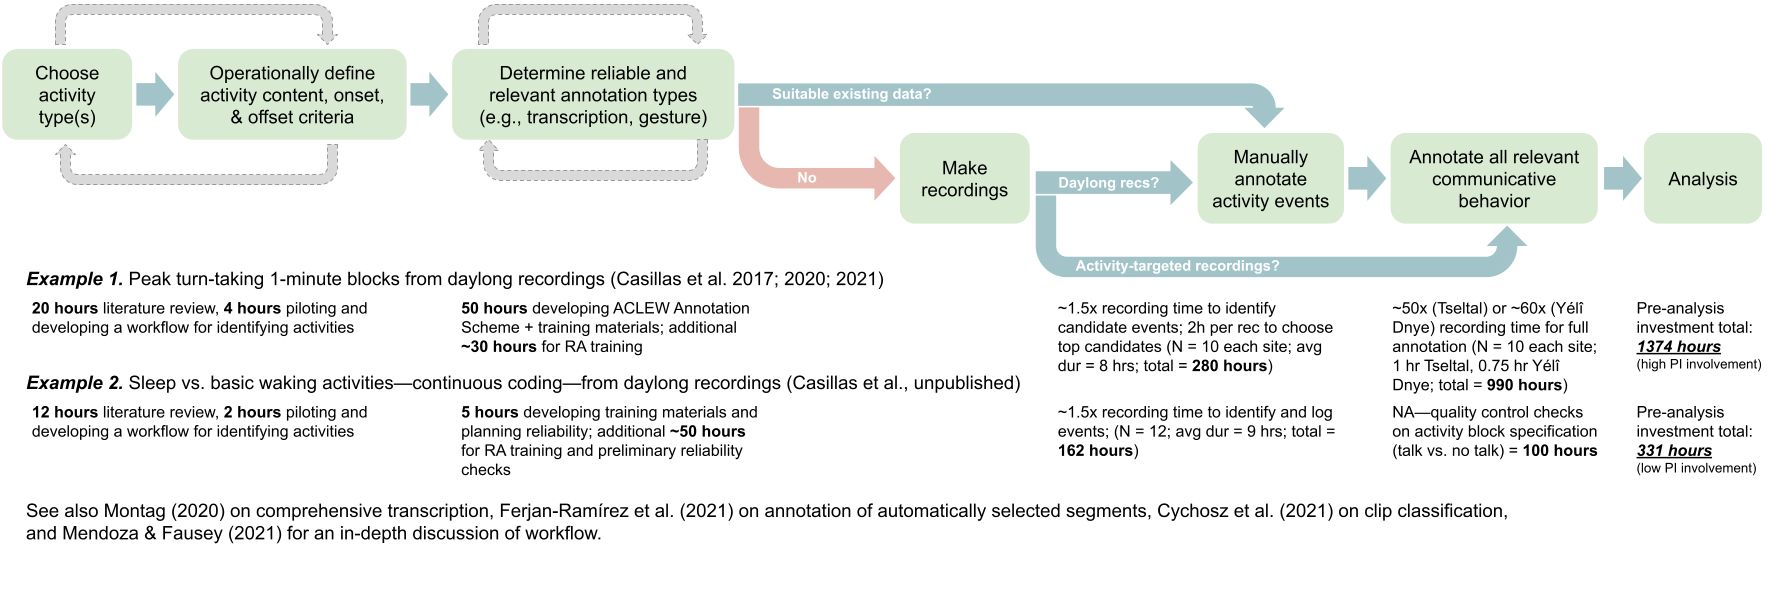 Choose
activity
type(s)
Operationally define
activity content, onset,
& offset criteria
Determine reliable and
relevant annotation types
(e.g., transcription, gesture)
Suitable existing data?
No
Make
recordings
Daylong recs?
Activity-targeted recordings?
Manually
annotate
activity events
Annotate all relevant
communicative
behavior
Analysis
Example 1. Peak turn-taking 1-minute blocks from daylong recordings (Casillas et al. 2017; 2020; 2021)
20 hours literature review, 4 hours piloting and
developing a workflow for identifying activities
50 hours developing ACLEW Annotation
Scheme + training materials; additional
~30 hours for RA training
~1.5x recording time to identify
candidate events; 2h per rec to choose
top candidates (N = 10 each site; avg
dur = 8 hrs; total = 280 hours)
~50x (Tseltal) or ~60x (Yélî
Dnye) recording time for full
annotation (N = 10 each site;
1 hr Tseltal, 0.75 hr Yélî
Dnye; total = 990 hours)
Pre-analysis
investment total:
1374 hours
(high PI involvement)
Example 2. Sleep vs. basic waking activities—continuous coding—from daylong recordings (Casillas et al., unpublished)
12 hours literature review, 2 hours piloting and
developing a workflow for identifying activities
5 hours developing training materials and
planning reliability; additional ~50 hours
for RA training and preliminary reliability
checks
~1.5x recording time to identify and log
events; (N = 12; avg dur = 9 hrs; total =
162 hours)
NA—quality control checks
on activity block specification
(talk vs. no talk) = 100 hours
Pre-analysis
investment total:
331 hours
(low PI involvement)
See also Montag (2020) on comprehensive transcription, Ferjan-Ramírez et al. (2021) on annotation of automatically selected segments, Cychosz et al. (2021) on clip classification,
and Mendoza & Fausey (2021) for an in-depth discussion of workflow.